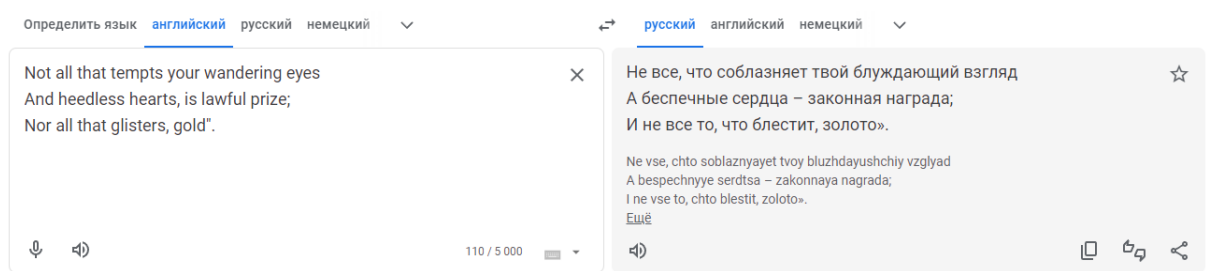 Определить язык английский русский немецкий
русский английский немецкий
Not all that tempts your wandering eyes
And heedless hearts, is lawful prize;
Nor all that glisters, gold".
110 / 5 000
Не все, что соблазняет твой блуждающий взгляд
А беспечные сердца – законная награда;
И не все то, что блестит, золото».
Ne vse, chto soblaznyayet tvoy bluzhdayushchiy vzglyad
A bespechnyye serdtsa – zakonnaya nagrada;
I ne vse to, chto blestit, zoloto».
Ещё